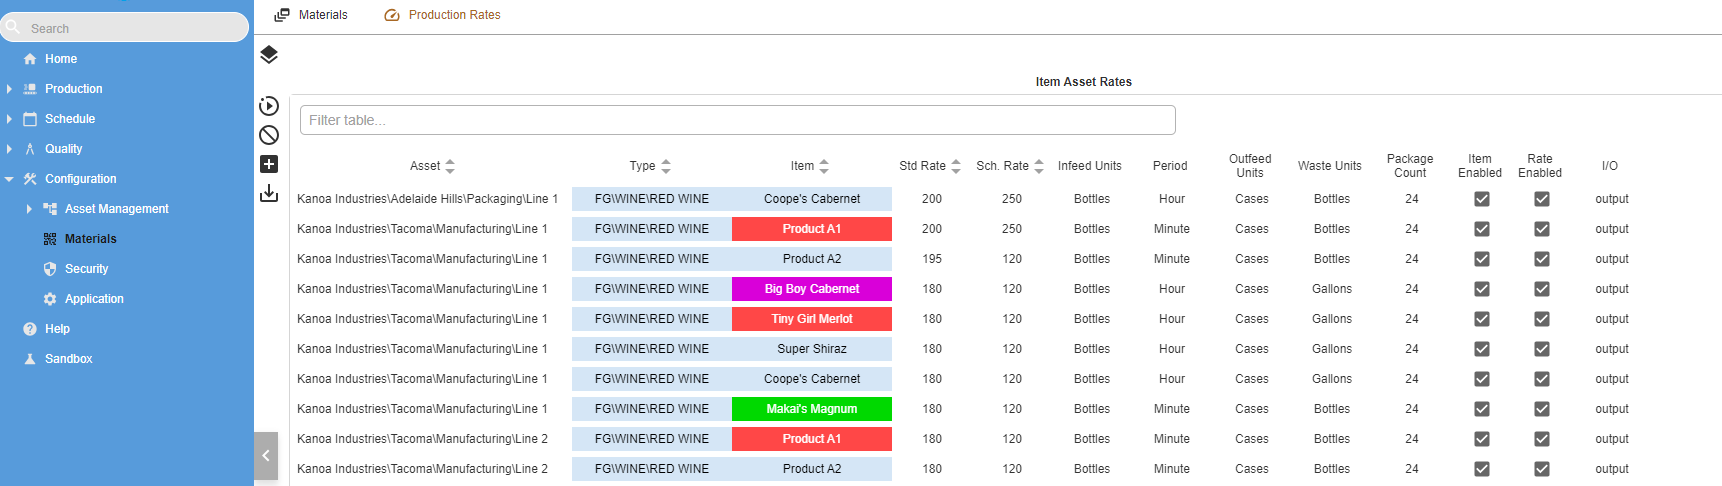 Materials
Production Rates
Search
Home
Production
Schedule
Quality
Configuration
Asset Management
Materials
Security
Application
Help
Sandbox
Item Asset Rates
Filter table...
Asset Type Item Std Rate Sch. Rate Infeed Units Period Outfeed Units Waste Units Package Count Item Enabled Rate Enabled I/O
Kanoa Industries\Adelaide Hills\Packaging\Line 1 FG\WINE\RED WINE Coope's Cabernet 200 250 Bottles Hour Cases Bottles 24 output
Kanoa Industries\Tacoma\Manufacturing\Line 1 FG\WINE\RED WINE Product A1 200 250 Bottles Minute Cases Bottles 24 output
Kanoa Industries\Tacoma\Manufacturing\Line 1 FG\WINE\RED WINE Product A2 195 120 Bottles Minute Cases Bottles 24 output
Kanoa Industries\Tacoma\Manufacturing\Line 1 FG\WINE\RED WINE Big Boy Cabernet 180 120 Bottles Hour Cases Gallons 24 output
Kanoa Industries\Tacoma\Manufacturing\Line 1 FG\WINE\RED WINE Tiny Girl Merlot 180 120 Bottles Hour Cases Gallons 24 output
Kanoa Industries\Tacoma\Manufacturing\Line 1 FG\WINE\RED WINE Super Shiraz 180 120 Bottles Hour Cases Gallons 24 output
Kanoa Industries\Tacoma\Manufacturing\Line 1 FG\WINE\RED WINE Coope's Cabernet 180 120 Bottles Hour Cases Gallons 24 output
Kanoa Industries\Tacoma\Manufacturing\Line 1 FG\WINE\RED WINE Makai's Magnum 180 120 Bottles Minute Cases Bottles 24 output
Kanoa Industries\Tacoma\Manufacturing\Line 2 FG\WINE\RED WINE Product A1 180 120 Bottles Minute Cases Bottles 24 output
Kanoa Industries\Tacoma\Manufacturing\Line 2 FG\WINE\RED WINE Product A2 180 120 Bottles Minute Cases Bottles 24 output